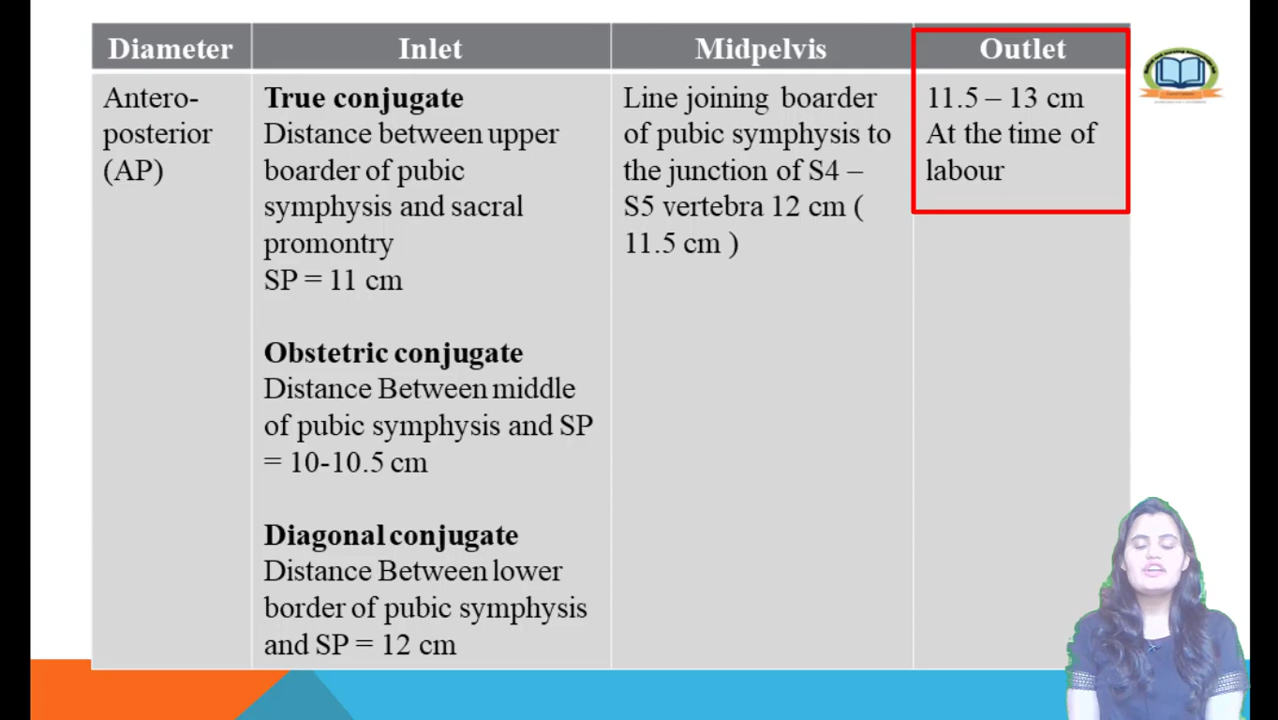 Diameter
Inlet
Midpelvis
Outlet
Antero-
posterior
(AP)
True conjugate
Distance between upper
boarder of pubic
symphysis and sacral
promontry
SP = 11 cm
Obstetric conjugate
Distance Between middle
of pubic symphysis and SP
= 10-10.5 cm
Diagonal conjugate
Distance Between lower
border of pubic symphysis
and SP = 12 cm
Line joining boarder
of pubic symphysis to
the junction of S4 –
S5 vertebra 12 cm (
11.5 cm )
11.5 – 13 cm
At the time of
labour